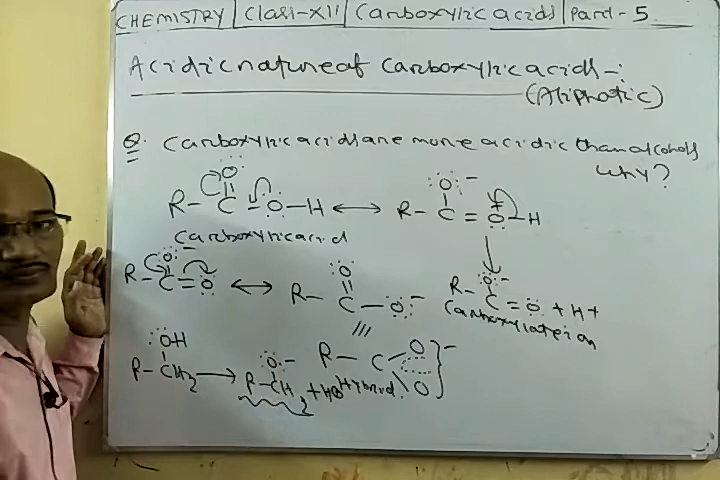 CHEMISTRY | Class-XII | Carboxylic acids | Part-5
Acidic nature of Carboxylic acids-:
(Aliphatic)
Q. Carboxylic acids are more acidic than alcohols
why?
R-C(=O)-O-H ↔ R-C(O-)=O+-H
Carboxylic acid
R-C(O-)=O ↔ R-C(=O)-O- R-C(O-)=O + H+
Carboxylate ion
R-CH2-OH → R-CH2-O- + H⊕ R-C(O)(O)}-
Hybrid.